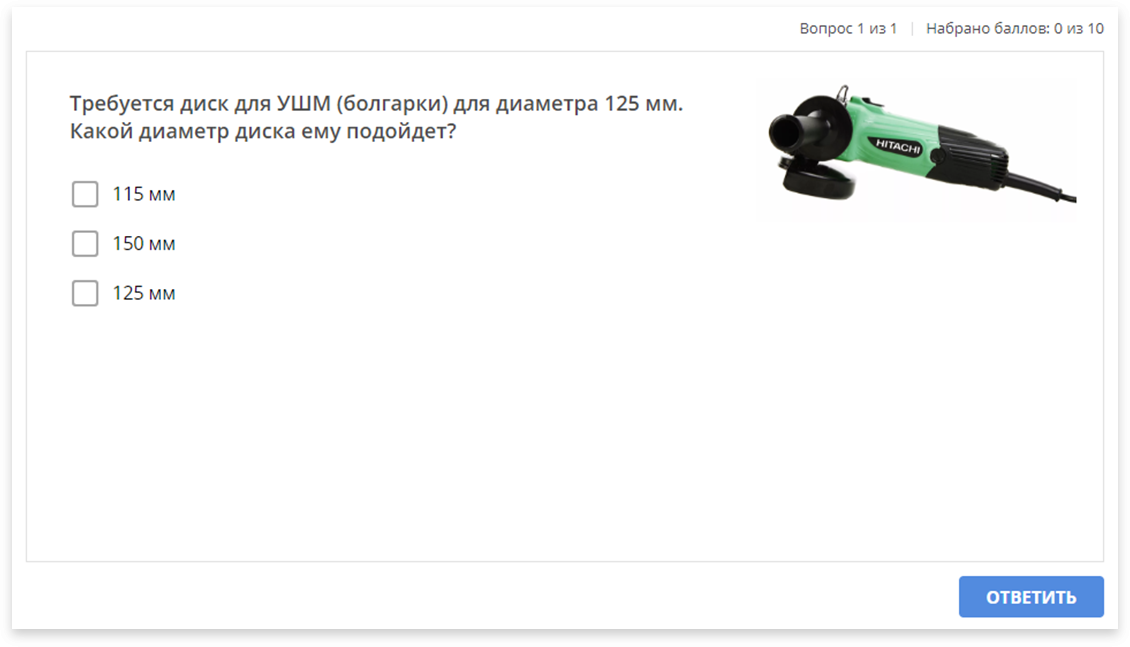 Вопрос 1 из 1 | Набрано баллов: 0 из 10
Требуется диск для УШМ (болгарки) для диаметра 125 мм.
Какой диаметр диска ему подойдет?
HITACHI
115 мм
150 мм
125 мм
ОТВЕТИТЬ